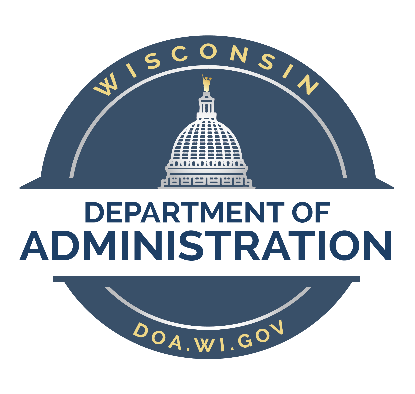 WISCONSIN
DEPARTMENT OF
ADMINISTRATION
DOA.WI.GOV